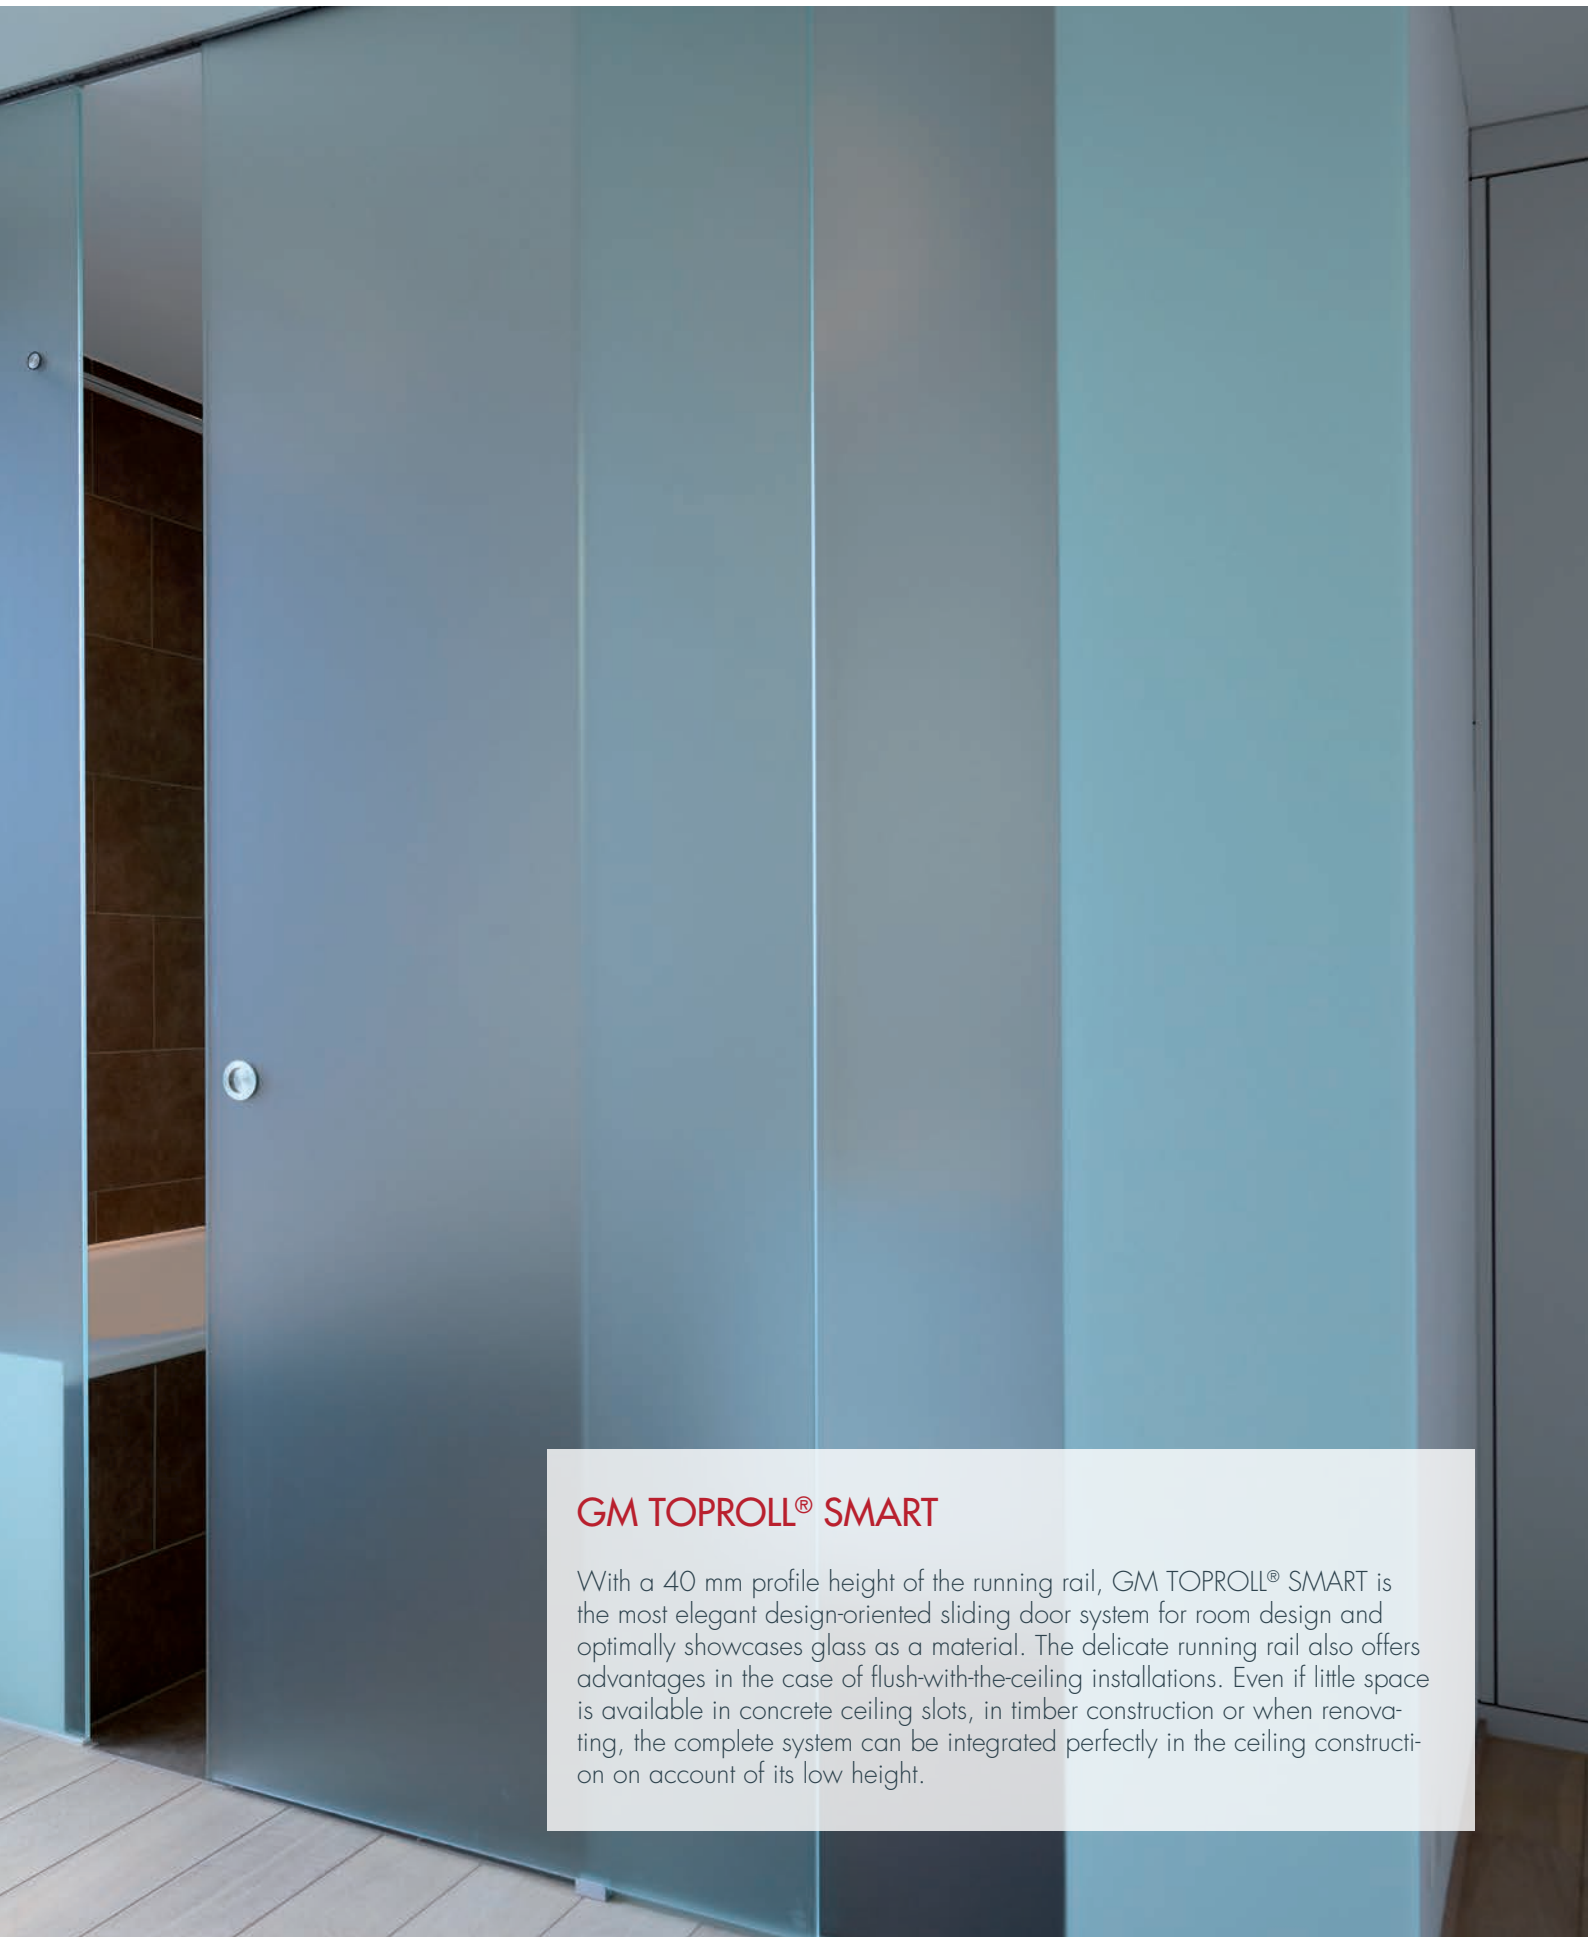 GM TOPROLL® SMART
With a 40 mm profile height of the running rail, GM TOPROLL® SMART is
the most elegant design-oriented sliding door system for room design and
optimally showcases glass as a material. The delicate running rail also offers
advantages in the case of flush-with-the-ceiling installations. Even if little space
is available in concrete ceiling slots, in timber construction or when renova-
ting, the complete system can be integrated perfectly in the ceiling constructi-
on on account of its low height.